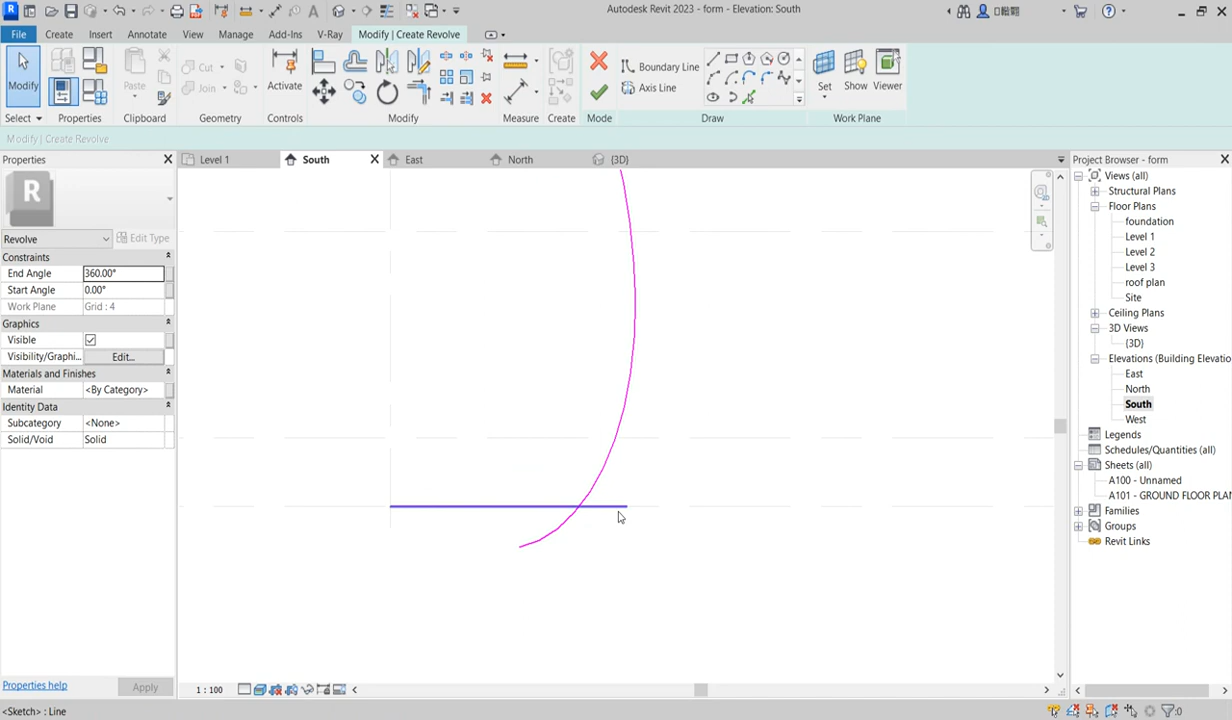 Autodesk Revit 2023 - form - Elevation: South
File Create Insert Annotate View Manage Add-Ins V-Ray Modify | Create Revolve
Modify
Paste
Cut
Join
Activate
Boundary Line
Axis Line
Set Show Viewer
Select Properties Clipboard Geometry Controls Modify Measure Create Mode Draw Work Plane
Modify | Create Revolve
Properties
Level 1
South
East
North
{3D}
Project Browser - form
R
Revolve
Edit Type
Constraints
End Angle 360.00°
Start Angle 0.00°
Work Plane Grid : 4
Graphics
Visible
Visibility/Graphi... Edit...
Materials and Finishes
Material <By Category>
Identity Data
Subcategory <None>
Solid/Void Solid
Properties help
Apply
Views (all)
Structural Plans
Floor Plans
foundation
Level 1
Level 2
Level 3
roof plan
Site
Ceiling Plans
3D Views
{3D}
Elevations (Building Elevatio
East
North
South
West
Legends
Schedules/Quantities (all)
Sheets (all)
A100 - Unnamed
A101 - GROUND FLOOR PLAN
Families
Groups
Revit Links
1 : 100
<Sketch> : Line
:0